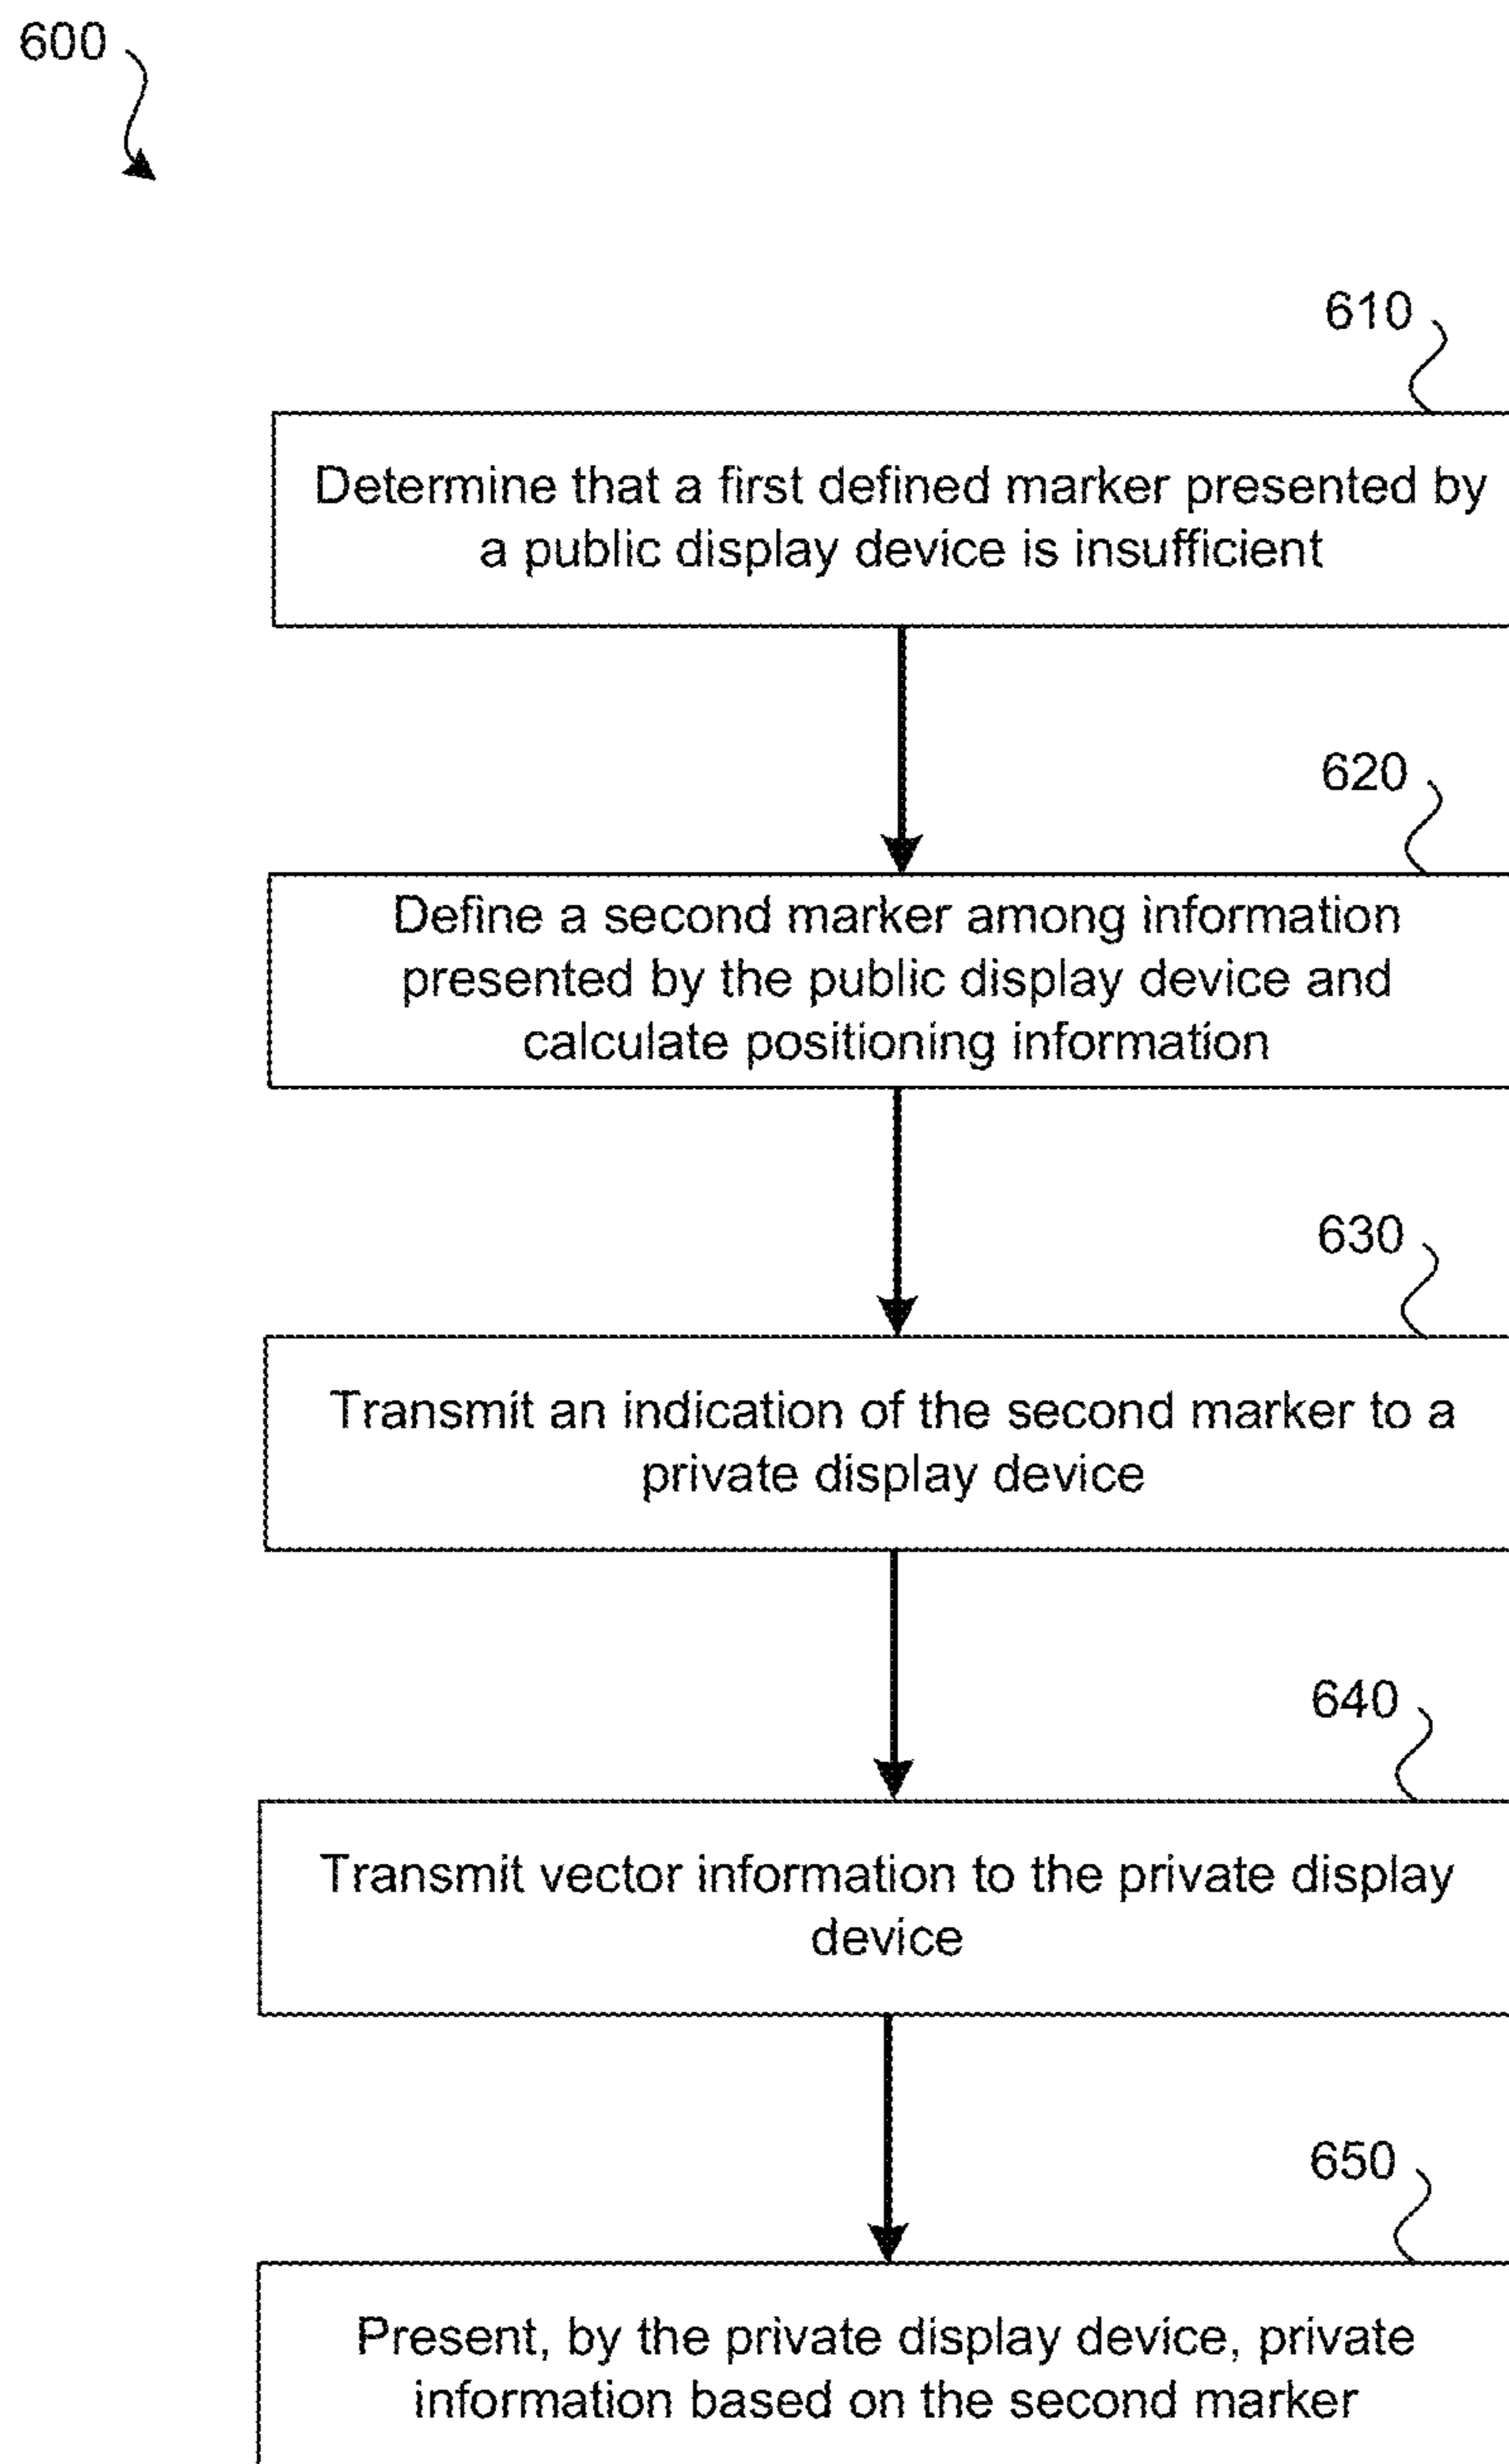 600
610
Determine that a first defined marker presented by
a public display device is insufficient
620
Define a second marker among information
presented by the public display device and
calculate positioning information
630
Transmit an indication of the second marker to a
private display device
640
Transmit vector information to the private display
device
650
Present, by the private display device, private
information based on the second marker